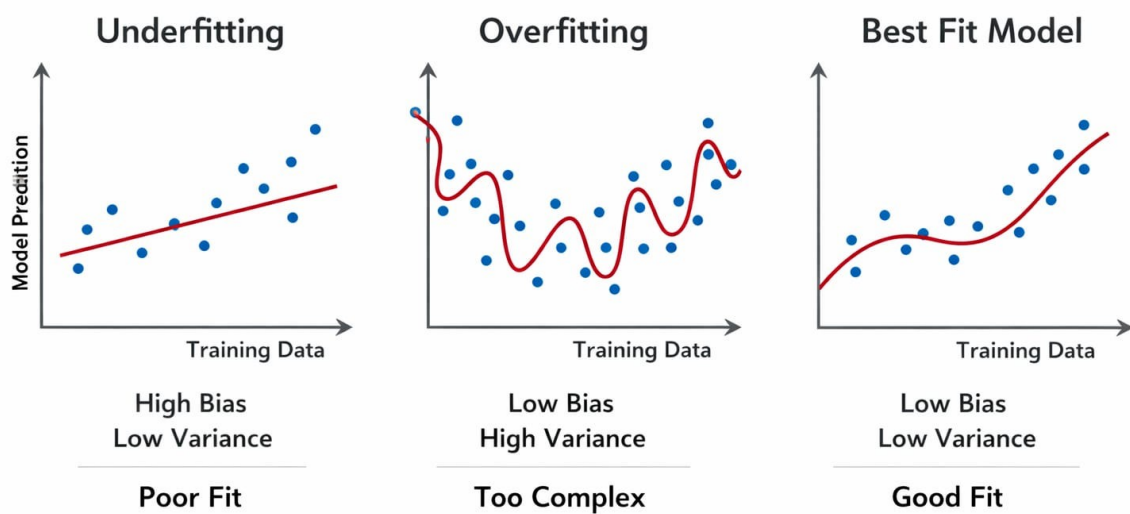 Underfitting
Overfitting
Best Fit Model
Model Predition
Training Data
Training Data
Training Data
High Bias
Low Variance
Low Bias
High Variance
Low Bias
Low Variance
Poor Fit
Too Complex
Good Fit